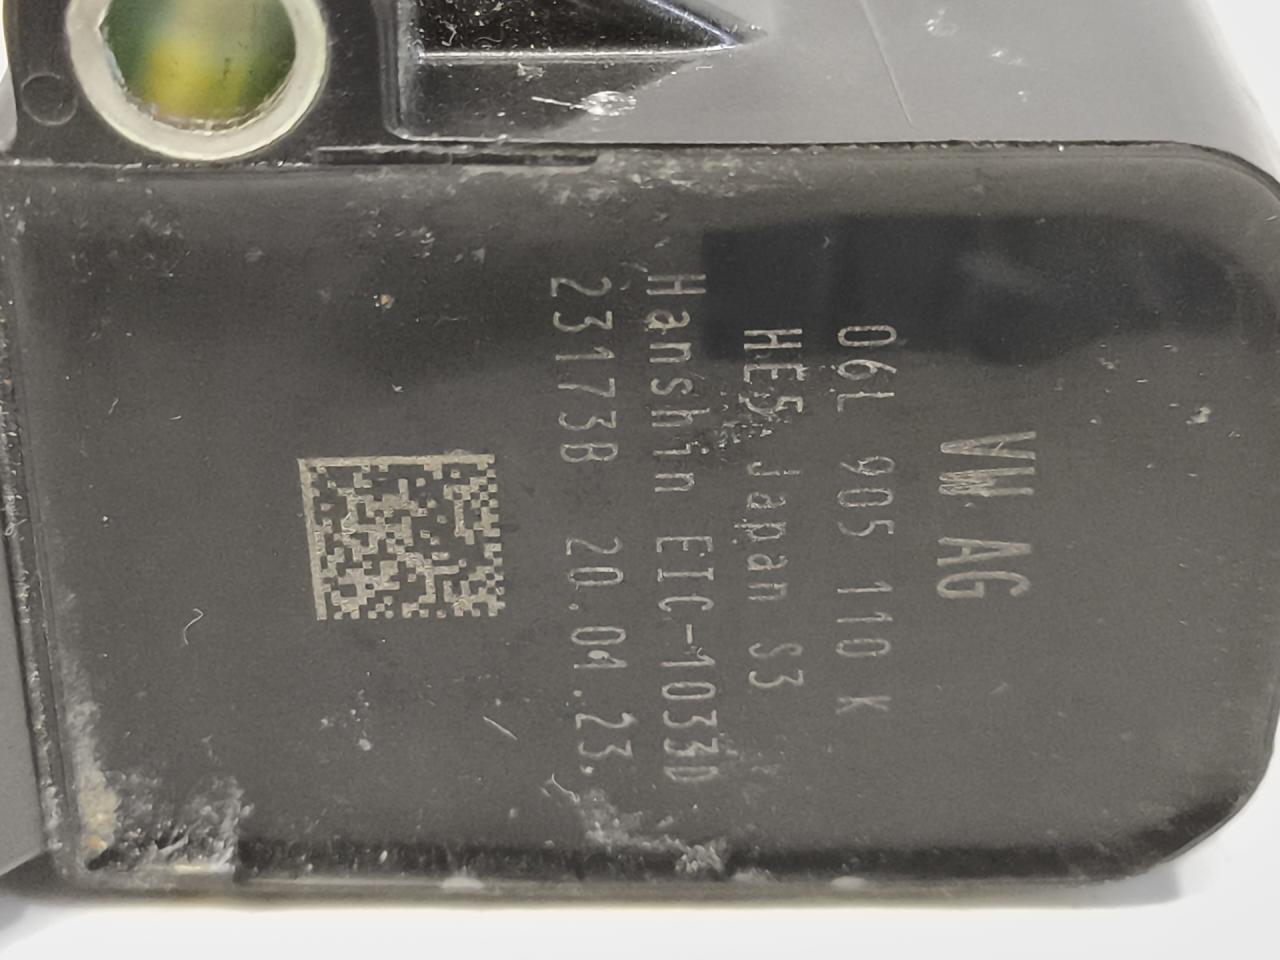 VW AG
06L 905 110 K
HE5 Japan S3
Hanshin EIC-1033D
23173B 20.04.23.